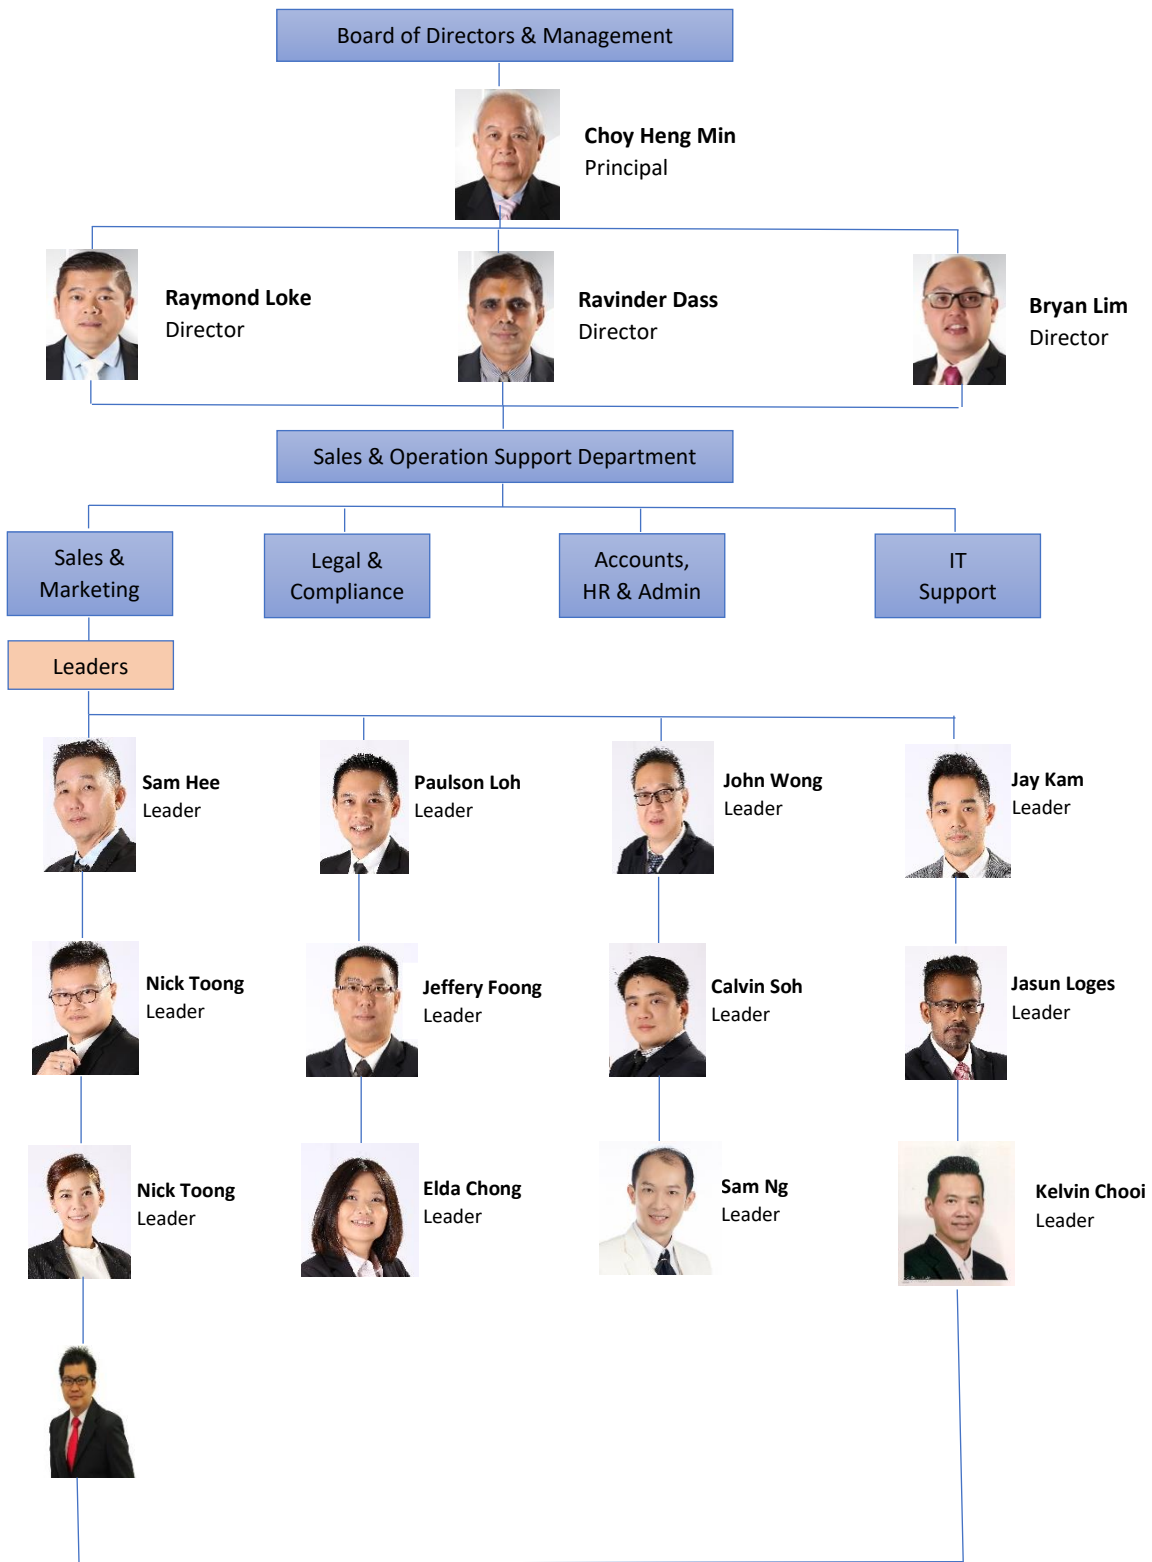 Board of Directors & Management
Choy Heng Min
Principal
Raymond Loke
Director
Ravinder Dass
Director
Bryan Lim
Director
Sales & Operation Support Department
Sales &
Marketing
Legal &
Compliance
Accounts,
HR & Admin
IT
Support
Leaders
Sam Hee
Leader
Paulson Loh
Leader
John Wong
Leader
Jay Kam
Leader
Nick Toong
Leader
Jeffery Foong
Leader
Calvin Soh
Leader
Jasun Loges
Leader
Nick Toong
Leader
Elda Chong
Leader
Sam Ng
Leader
Kelvin Chooi
Leader